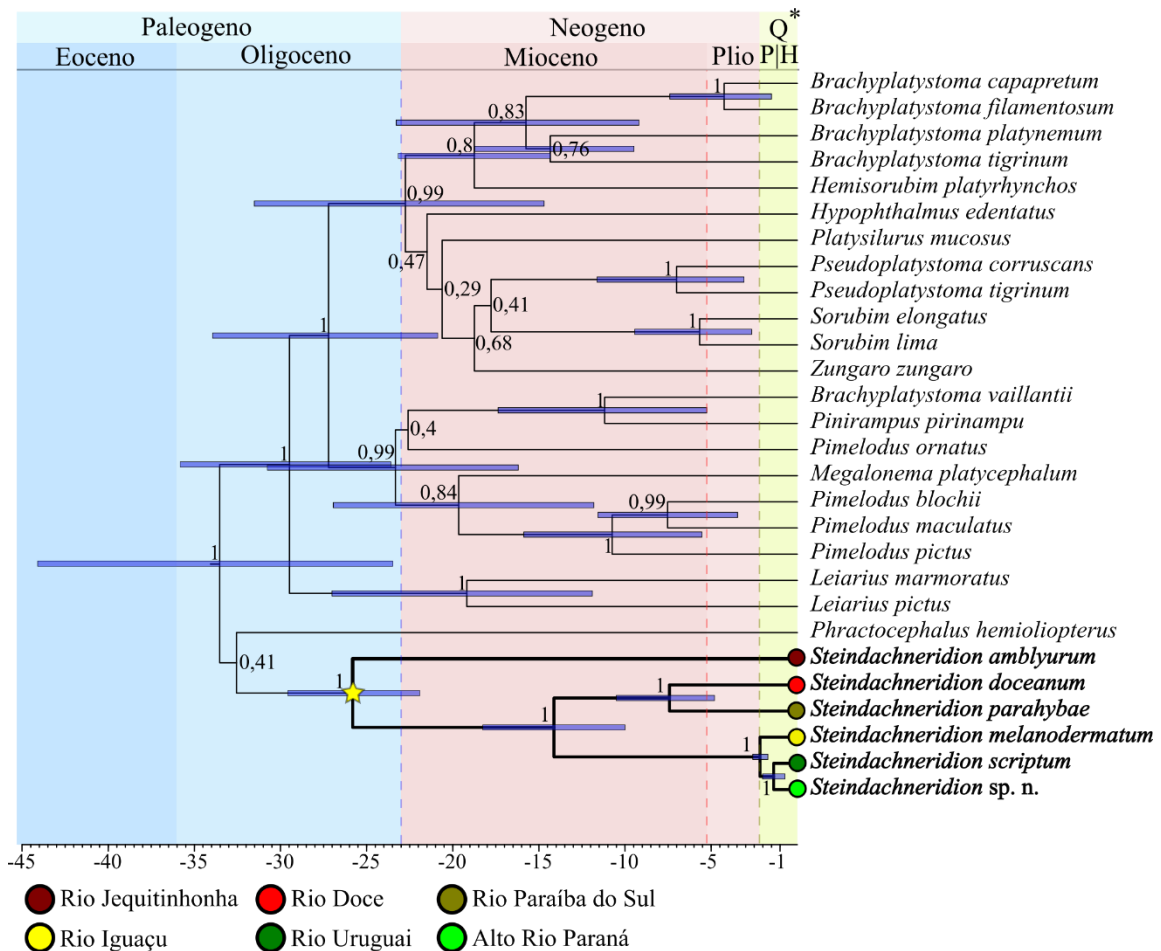 Paleogeno Neogeno Q*
Eoceno Oligoceno Mioceno Plio P|H
1 Brachyplatystoma capapretum
0,83 Brachyplatystoma filamentosum
0,8 0,76 Brachyplatystoma platynemum
Brachyplatystoma tigrinum
0,99 Hemisorubim platyrhynchos
Hypophthalmus edentatus
0,47 Platysilurus mucosus
0,29 1 Pseudoplatystoma corruscans
0,41 Pseudoplatystoma tigrinum
1 1 Sorubim elongatus
0,68 Sorubim lima
Zungaro zungaro
1 Brachyplatystoma vaillantii
0,4 Pinirampus pirinampu
1 0,99 Pimelodus ornatus
Megalonema platycephalum
0,84 0,99 Pimelodus blochii
Pimelodus maculatus
1 1 Pimelodus pictus
1 Leiarius marmoratus
Leiarius pictus
0,41 Phractocephalus hemioliopterus
1 Steindachneridion amblyurum
1 Steindachneridion doceanum
1 Steindachneridion parahybae
1 Steindachneridion melanodermatum
Steindachneridion scriptum
1 Steindachneridion sp. n.
-45 -40 -35 -30 -25 -20 -15 -10 -5 -1
Rio Jequitinhonha Rio Doce Rio Paraíba do Sul
Rio Iguaçu Rio Uruguai Alto Rio Paraná